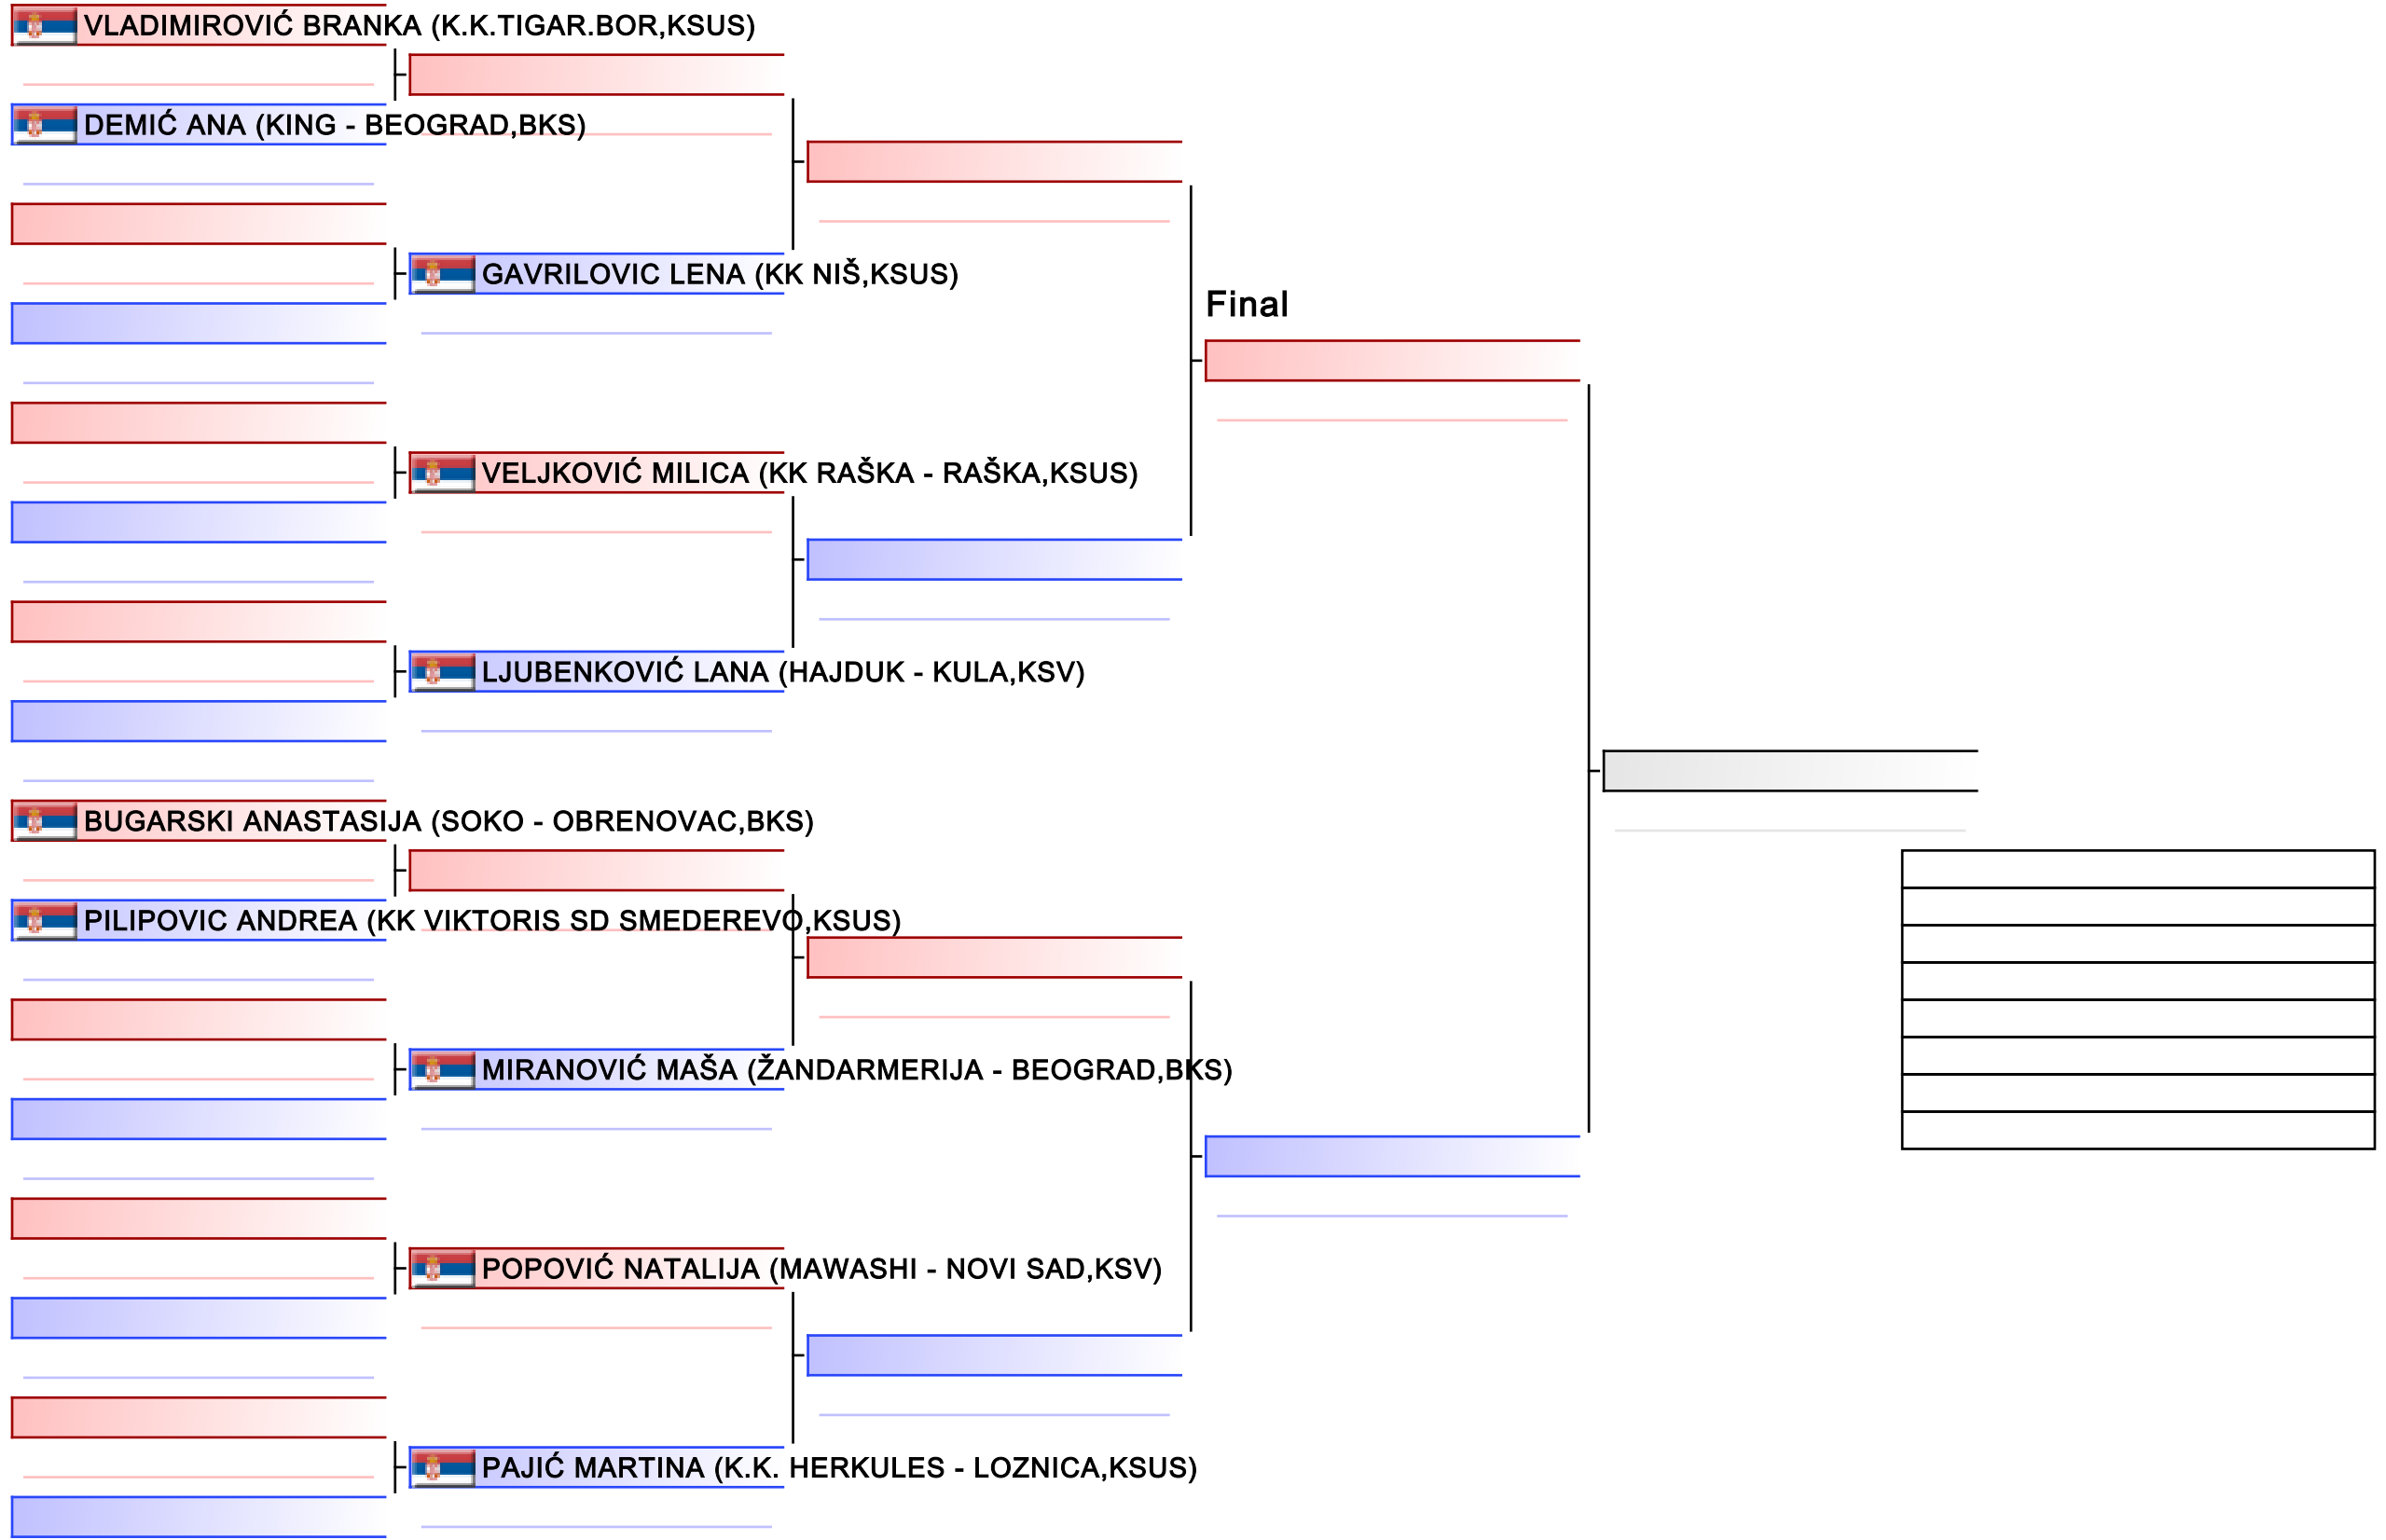 VLADIMIROVIĆ BRANKA (K.K.TIGAR.BOR,KSUS)
DEMIĆ ANA (KING - BEOGRAD,BKS)
GAVRILOVIC LENA (KK NIŠ,KSUS)
Final
VELJKOVIĆ MILICA (KK RAŠKA - RAŠKA,KSUS)
LJUBENKOVIĆ LANA (HAJDUK - KULA,KSV)
BUGARSKI ANASTASIJA (SOKO - OBRENOVAC,BKS)
PILIPOVIC ANDREA (KK VIKTORIS SD SMEDEREVO,KSUS)
MIRANOVIĆ MAŠA (ŽANDARMERIJA - BEOGRAD,BKS)
POPOVIĆ NATALIJA (MAWASHI - NOVI SAD,KSV)
PAJIĆ MARTINA (K.K. HERKULES - LOZNICA,KSUS)